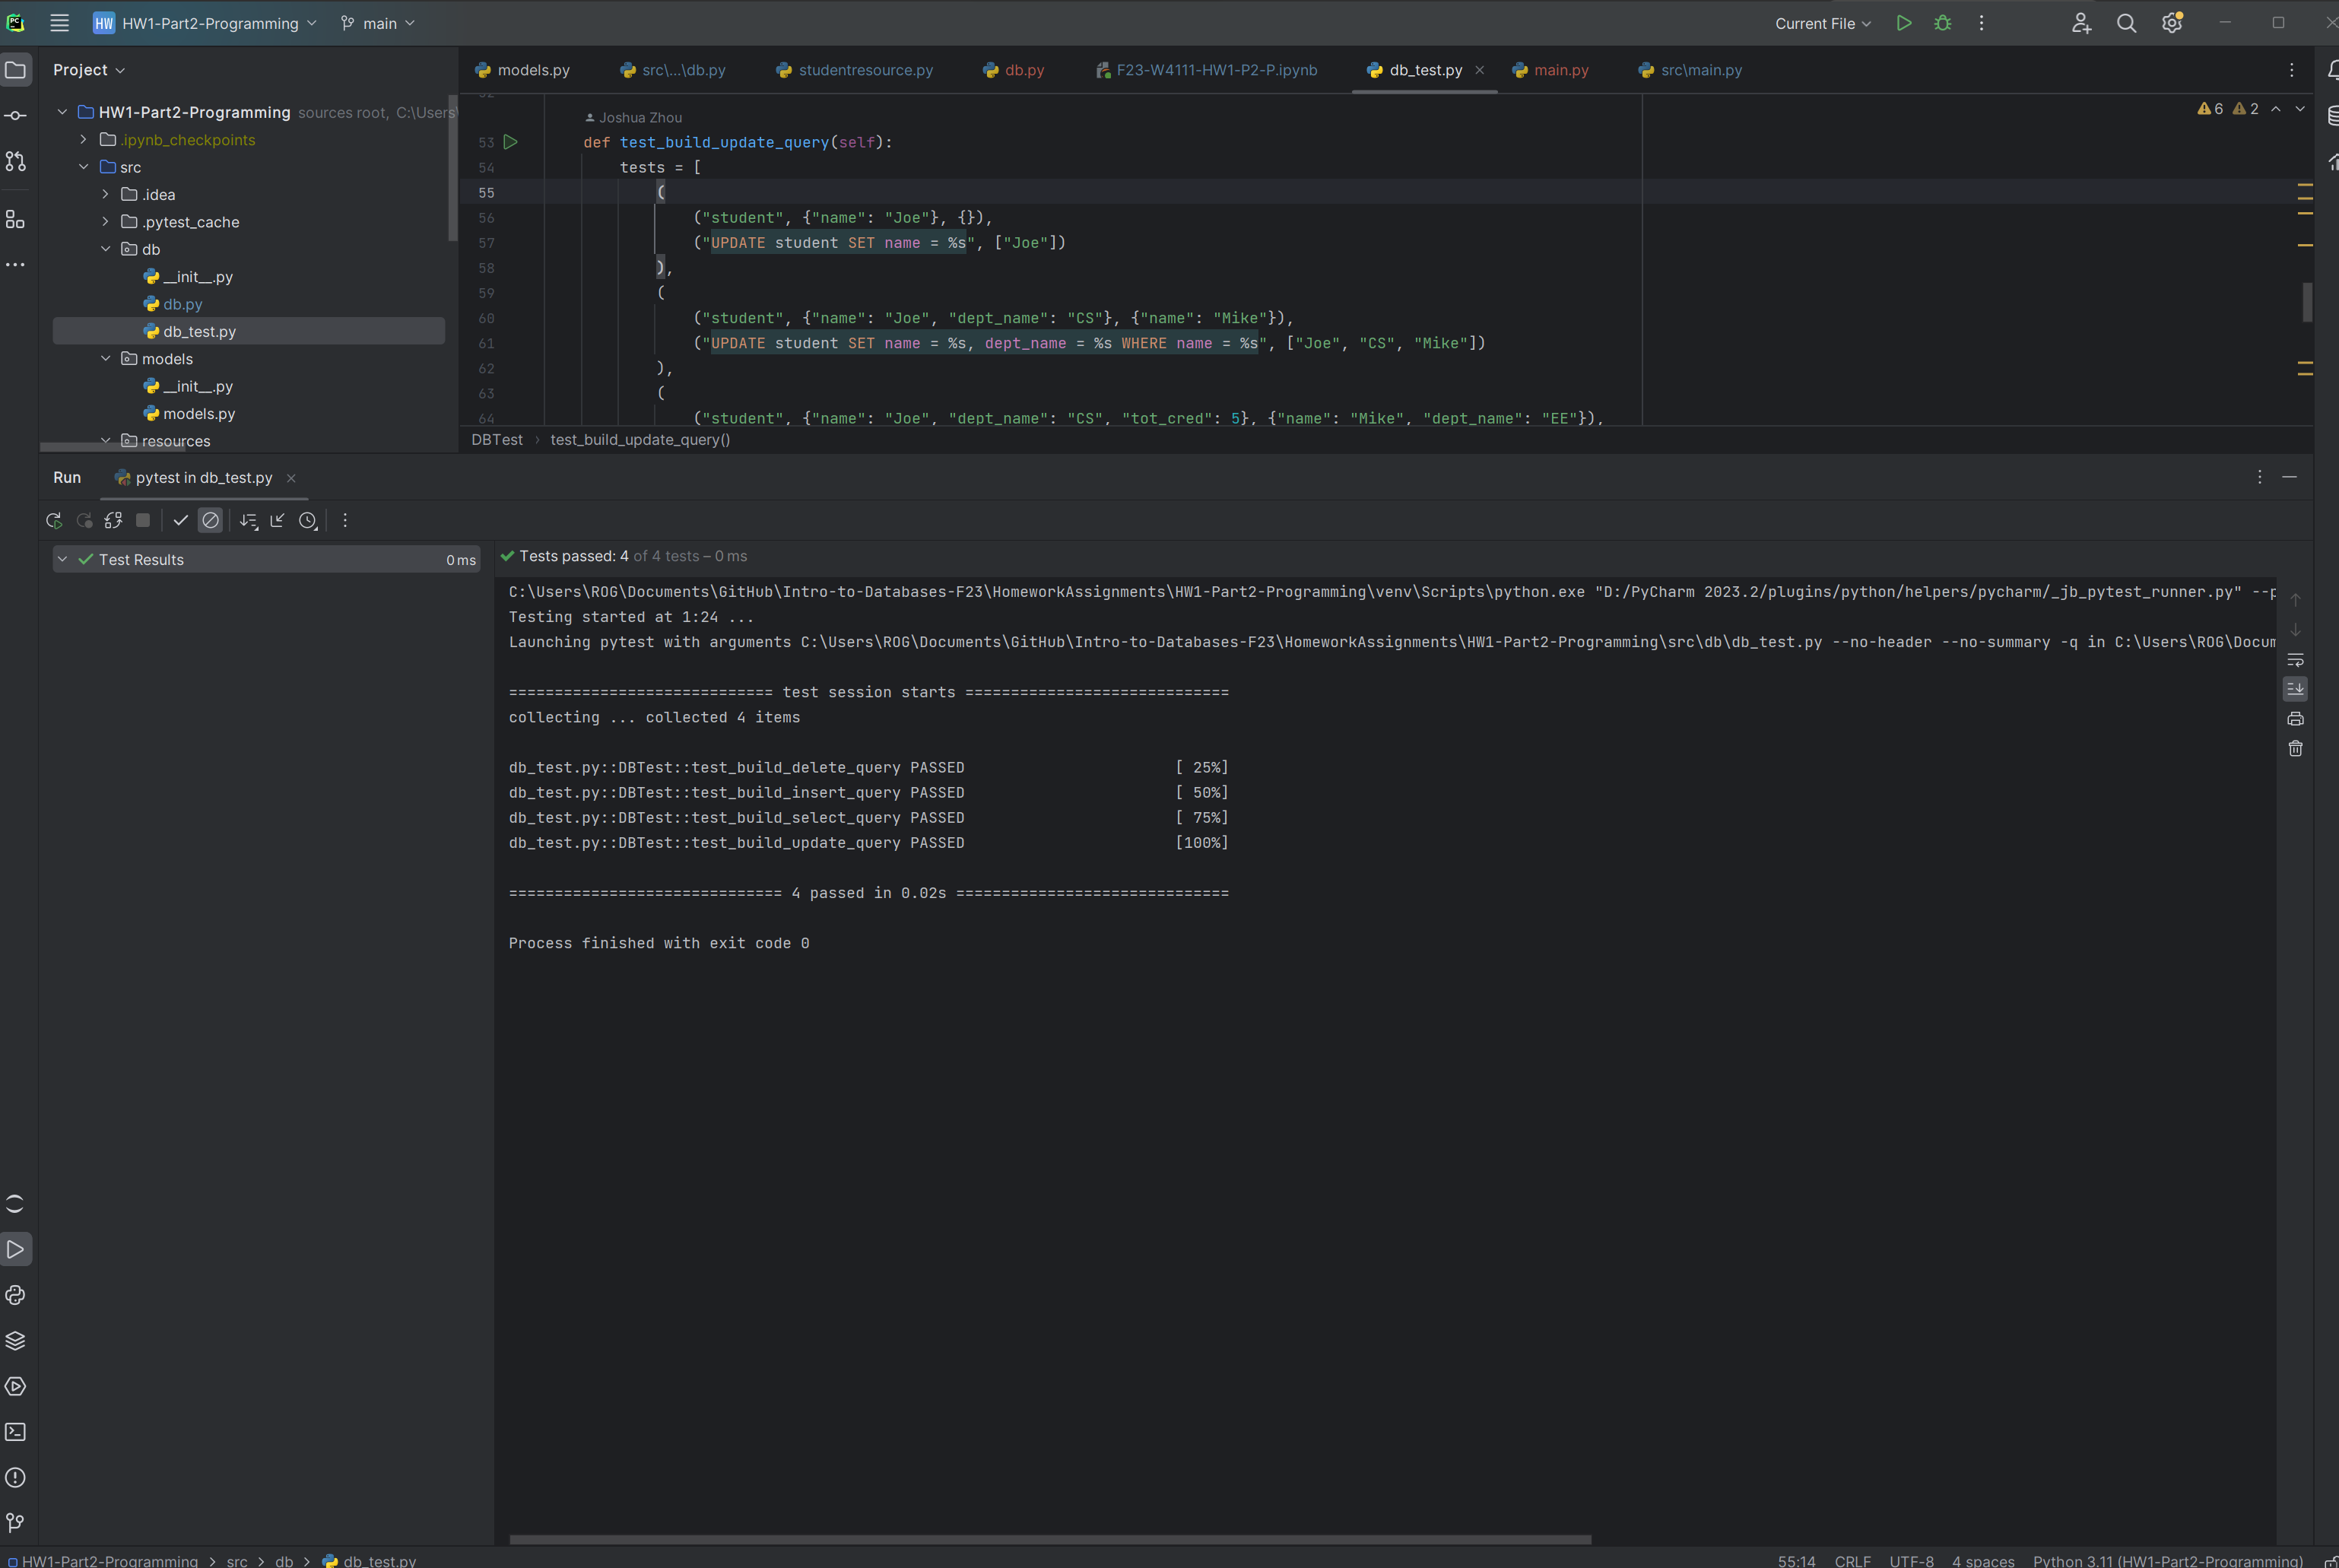 HW HW1-Part2-Programming main Current File
Project
models.py src\...\db.py studentresource.py db.py F23-W4111-HW1-P2-P.ipynb db_test.py main.py src\main.py
HW1-Part2-Programming sources root, C:\Users\
.ipynb_checkpoints
src
.idea
.pytest_cache
db
__init__.py
db.py
db_test.py
models
__init__.py
models.py
resources
6 2
Joshua Zhou
53 def test_build_update_query(self):
54 tests = [
55 (
56 ("student", {"name": "Joe"}, {}),
57 ("UPDATE student SET name = %s", ["Joe"])
58 ),
59 (
60 ("student", {"name": "Joe", "dept_name": "CS"}, {"name": "Mike"}),
61 ("UPDATE student SET name = %s, dept_name = %s WHERE name = %s", ["Joe", "CS", "Mike"])
62 ),
63 (
64 ("student", {"name": "Joe", "dept_name": "CS", "tot_cred": 5}, {"name": "Mike", "dept_name": "EE"}),
DBTest › test_build_update_query()
Run pytest in db_test.py
Test Results 0 ms
Tests passed: 4 of 4 tests – 0 ms
C:\Users\ROG\Documents\GitHub\Intro-to-Databases-F23\HomeworkAssignments\HW1-Part2-Programming\venv\Scripts\python.exe "D:/PyCharm 2023.2/plugins/python/helpers/pycharm/_jb_pytest_runner.py" --p
Testing started at 1:24 ...
Launching pytest with arguments C:\Users\ROG\Documents\GitHub\Intro-to-Databases-F23\HomeworkAssignments\HW1-Part2-Programming\src\db\db_test.py --no-header --no-summary -q in C:\Users\ROG\Docum
============================= test session starts =============================
collecting ... collected 4 items
db_test.py::DBTest::test_build_delete_query PASSED [ 25%]
db_test.py::DBTest::test_build_insert_query PASSED [ 50%]
db_test.py::DBTest::test_build_select_query PASSED [ 75%]
db_test.py::DBTest::test_build_update_query PASSED [100%]
============================== 4 passed in 0.02s ==============================
Process finished with exit code 0
HW1-Part2-Programming › src › db › db_test.py 55:14 CRLF UTF-8 4 spaces Python 3.11 (HW1-Part2-Programming)